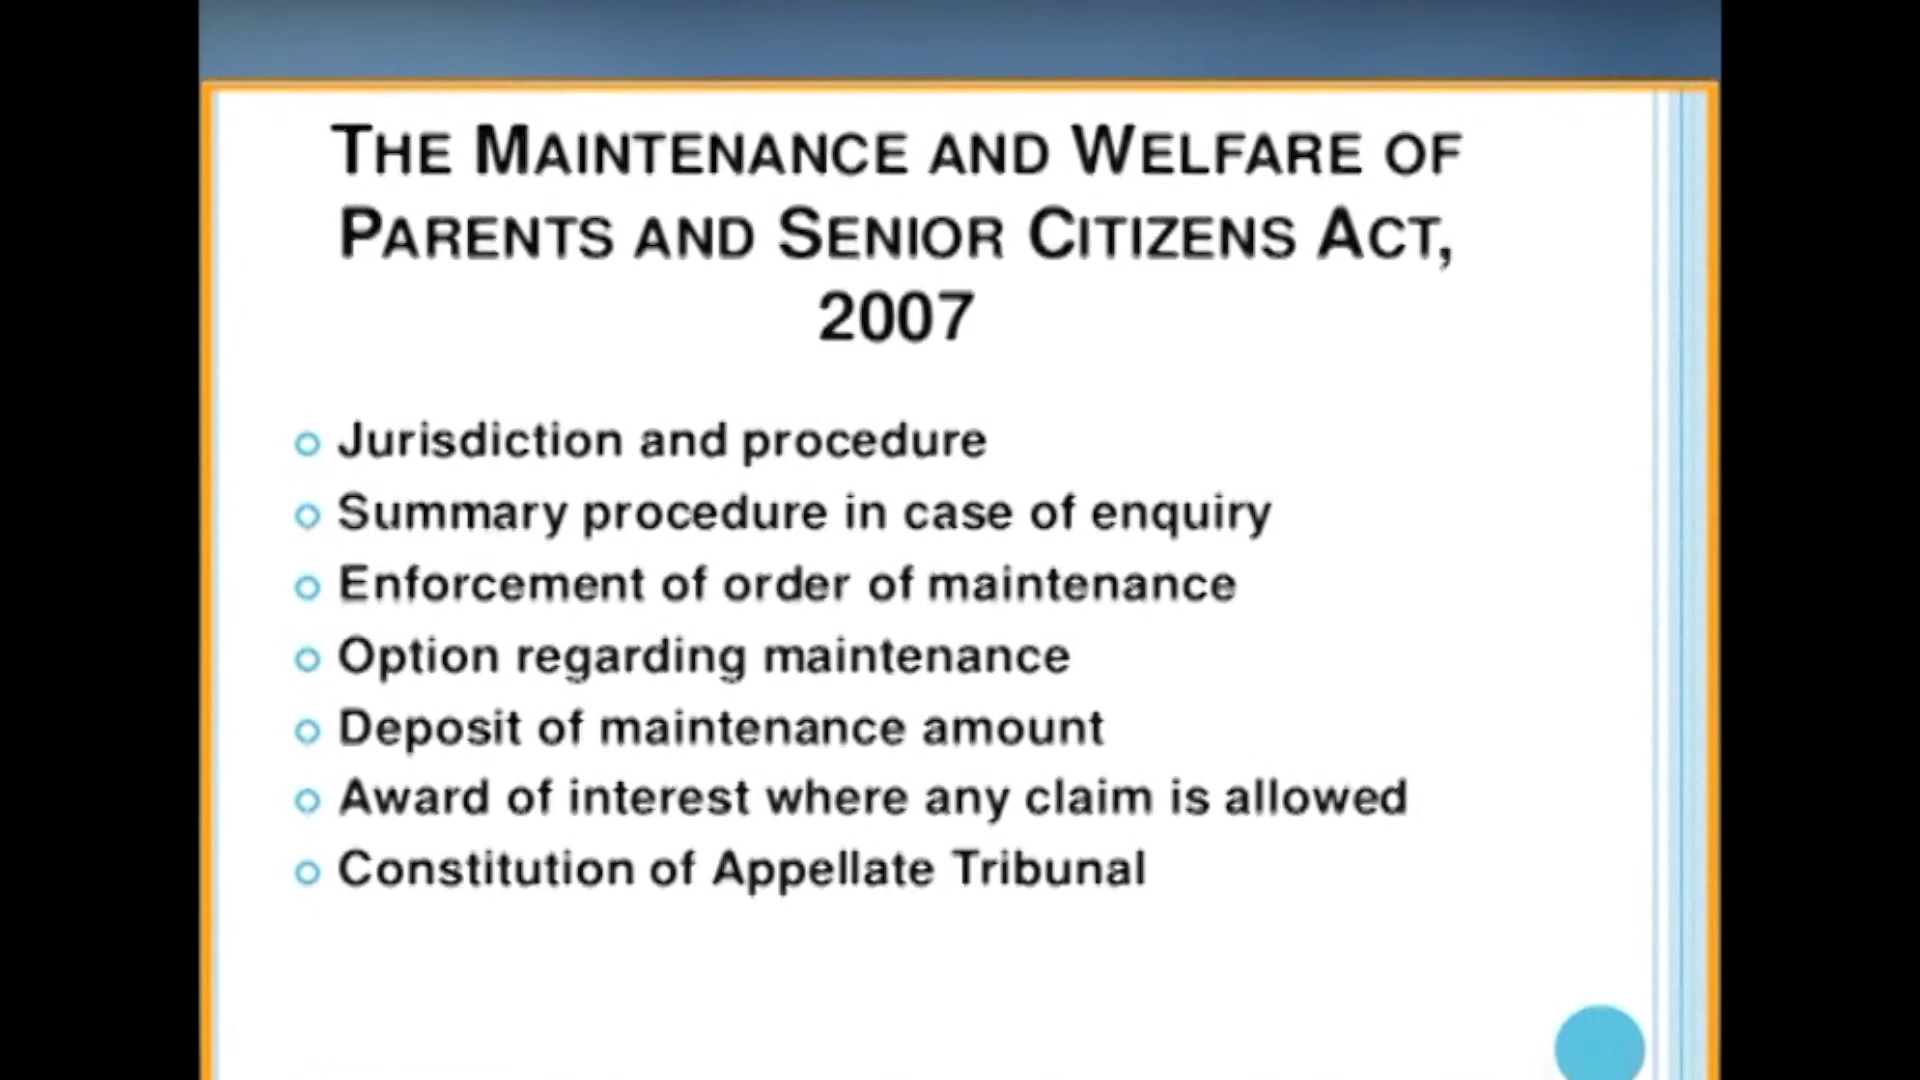 THE MAINTENANCE AND WELFARE OF
PARENTS AND SENIOR CITIZENS ACT,
2007
Jurisdiction and procedure
Summary procedure in case of enquiry
Enforcement of order of maintenance
Option regarding maintenance
Deposit of maintenance amount
Award of interest where any claim is allowed
Constitution of Appellate Tribunal